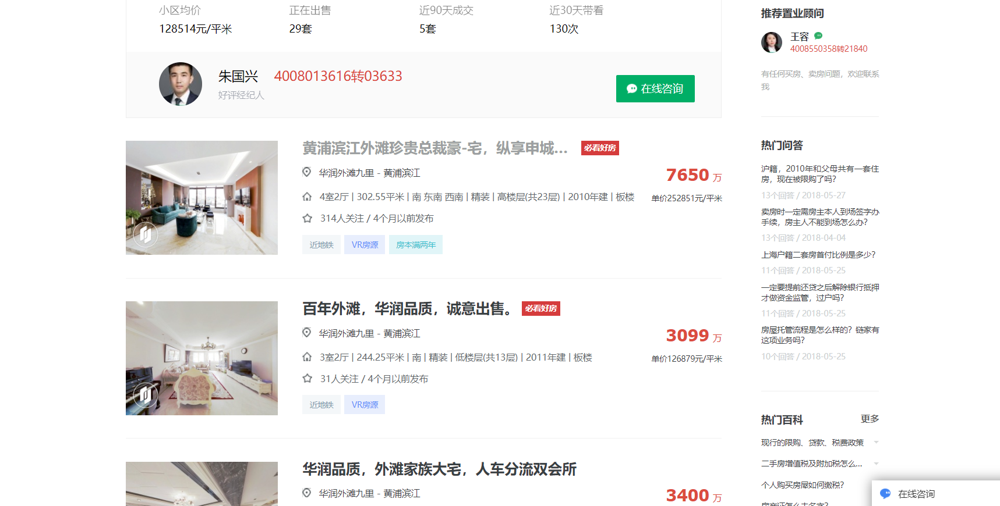 小区均价 正在出售 近90天成交 近30天带看
128514元/平米 29套 5套 130次
朱国兴 4008013616转03633
好评经纪人
在线咨询
黄浦滨江外滩珍贵总裁豪-宅，纵享申城... 必看好房
华润外滩九里 - 黄浦滨江
7650 万
4室2厅 | 302.55平米 | 南 东南 西南 | 精装 | 高楼层(共23层) | 2010年建 | 板楼
单价252851元/平米
314人关注 / 4个月以前发布
近地铁 VR房源 房本满两年
百年外滩，华润品质，诚意出售。 必看好房
华润外滩九里 - 黄浦滨江
3099 万
3室2厅 | 244.25平米 | 南 | 精装 | 低楼层(共13层) | 2011年建 | 板楼
单价126879元/平米
31人关注 / 4个月以前发布
近地铁 VR房源
华润品质，外滩家族大宅，人车分流双会所
华润外滩九里 - 黄浦滨江
3400 万
推荐置业顾问
王容
4008550358转21840
有任何买房、卖房问题，欢迎联系
我
热门问答
沪籍，2010年和父母共有一套住
房，现在被限购了吗？
13个回答 / 2018-05-27
卖房时一定需房主本人到场签字办
手续，房主人不能到场怎么办？
13个回答 / 2018-04-04
上海户籍二套房首付比例是多少？
11个回答 / 2018-05-25
一定要提前还贷之后解除银行抵押
才做资金监管，过户吗？
11个回答 / 2018-05-25
房屋托管流程是怎么样的？链家有
这项业务吗？
10个回答 / 2018-05-25
热门百科 更多
现行的限购、贷款、税费政策
二手房增值税及附加税怎么...
个人购买房屋如何缴税？
房产证怎么去名字？
在线咨询